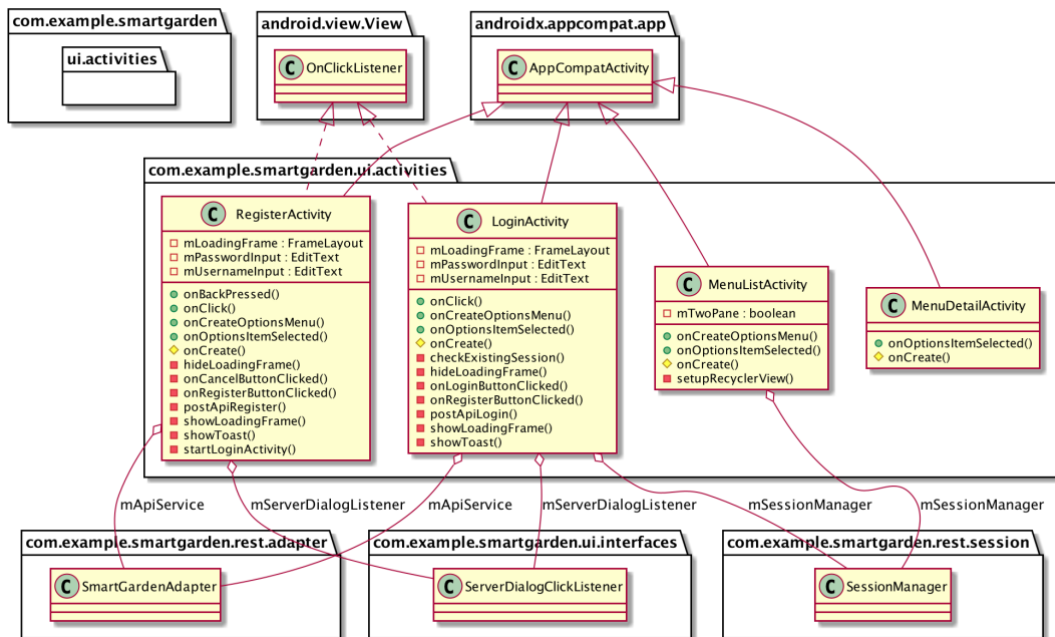 com.example.smartgarden
ui.activities
android.view.View
C OnClickListener
androidx.appcompat.app
C AppCompatActivity
com.example.smartgarden.ui.activities
C RegisterActivity
mLoadingFrame : FrameLayout
mPasswordInput : EditText
mUsernameInput : EditText
onBackPressed()
onClick()
onCreateOptionsMenu()
onOptionsItemSelected()
onCreate()
hideLoadingFrame()
onCancelButtonClicked()
onRegisterButtonClicked()
postApiRegister()
showLoadingFrame()
showToast()
startLoginActivity()
C LoginActivity
mLoadingFrame : FrameLayout
mPasswordInput : EditText
mUsernameInput : EditText
onClick()
onCreateOptionsMenu()
onOptionsItemSelected()
onCreate()
checkExistingSession()
hideLoadingFrame()
onLoginButtonClicked()
onRegisterButtonClicked()
postApiLogin()
showLoadingFrame()
showToast()
C MenuListActivity
mTwoPane : boolean
onCreateOptionsMenu()
onOptionsItemSelected()
onCreate()
setupRecyclerView()
C MenuDetailActivity
onOptionsItemSelected()
onCreate()
mApiService
mServerDialogListener
mApiService
mServerDialogListener
mSessionManager
mSessionManager
com.example.smartgarden.rest.adapter
C SmartGardenAdapter
com.example.smartgarden.ui.interfaces
C ServerDialogClickListener
com.example.smartgarden.rest.session
C SessionManager